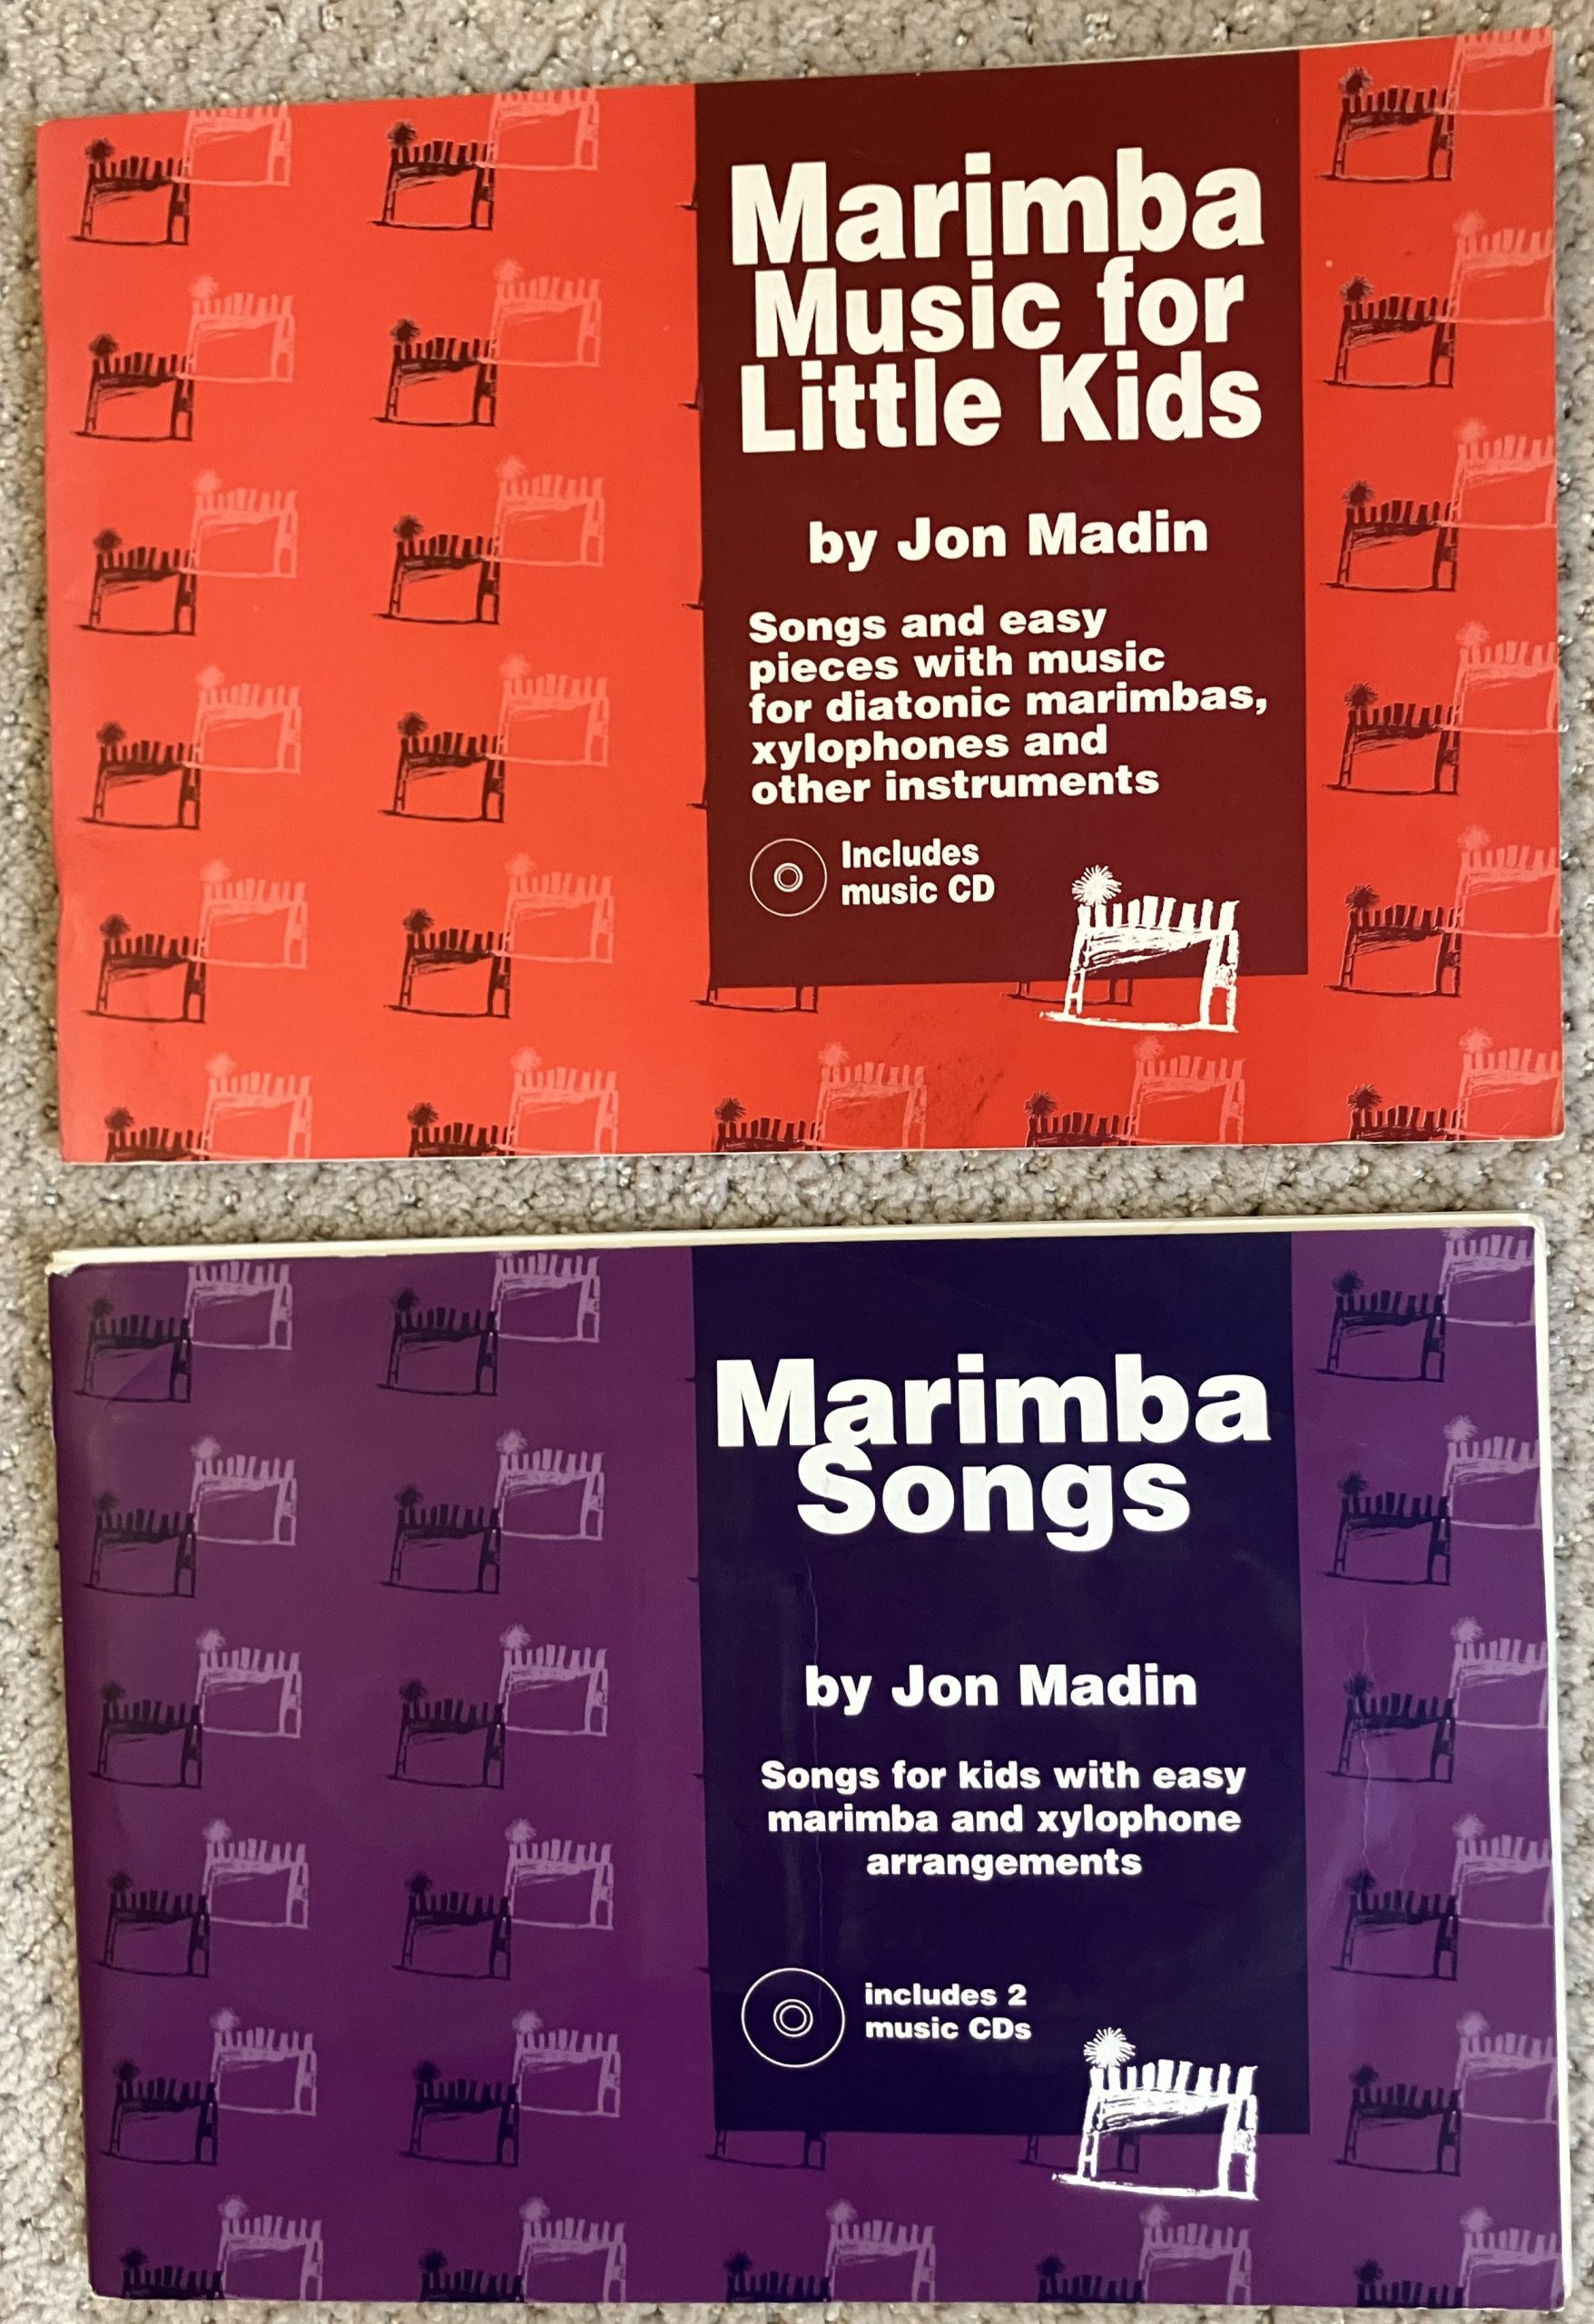 Marimba
Music for
Little Kids
by Jon Madin
Songs and easy
pieces with music
for diatonic marimbas,
xylophones and
other instruments
Includes
music CD
Marimba
Songs
by Jon Madin
Songs for kids with easy
marimba and xylophone
arrangements
includes 2
music CDs